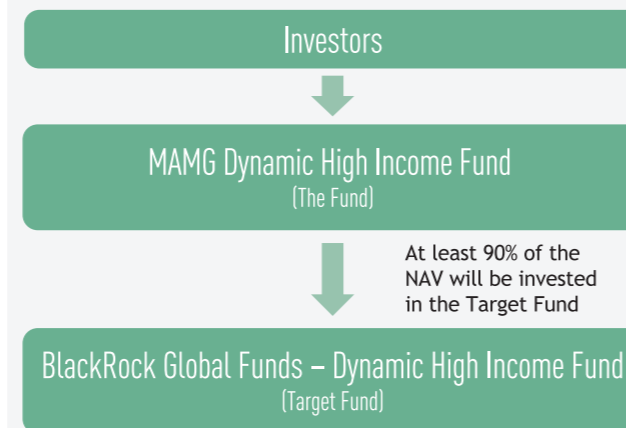 Investors
MAMG Dynamic High Income Fund
(The Fund)
At least 90% of the
NAV will be invested
in the Target Fund
BlackRock Global Funds – Dynamic High Income Fund
(Target Fund)